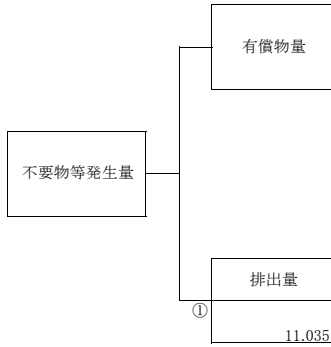 有償物量
不要物等発生量
排出量
①
11.035